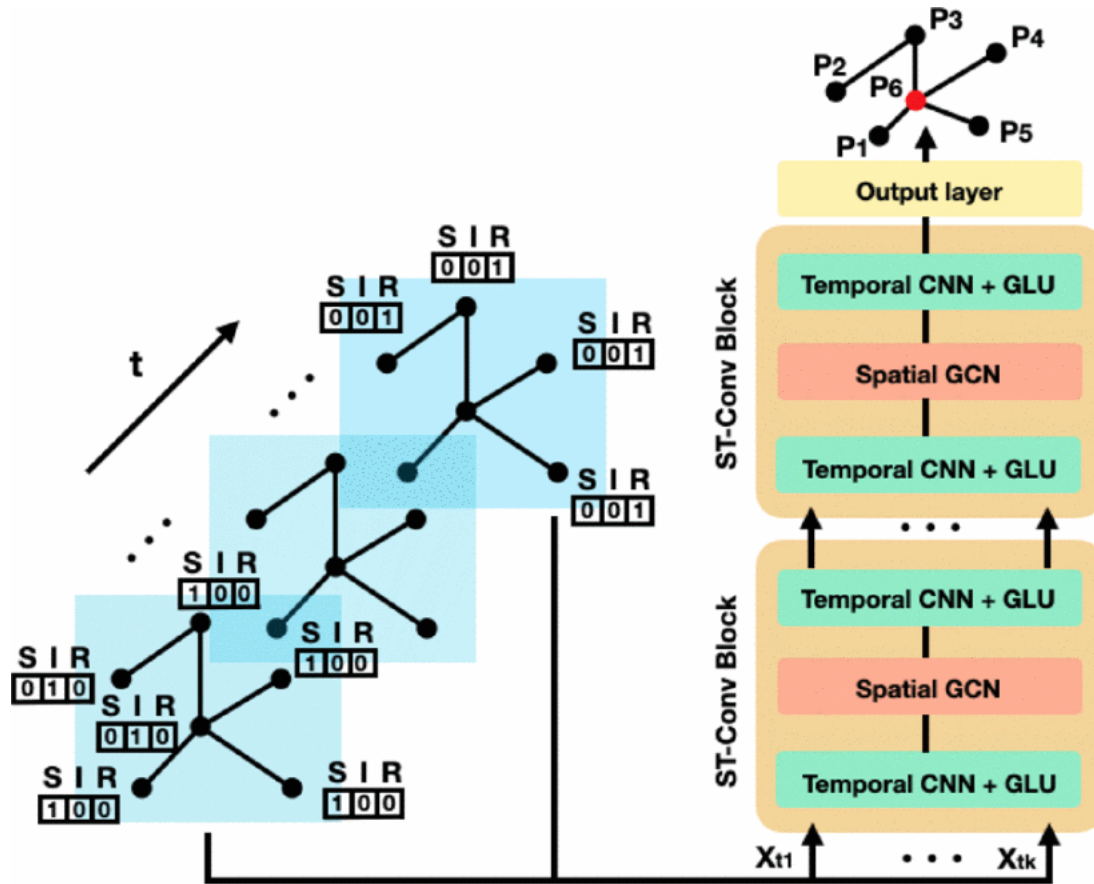 P3
P4
P2
P6
P1
P5
Output layer
S I R
0 0 1
S I R
0 0 1
S I R
0 0 1
S I R
0 0 1
t
ST-Conv Block
Temporal CNN + GLU
Spatial GCN
Temporal CNN + GLU
S I R
1 0 0
S I R
1 0 0
S I R
0 1 0
S I R
0 1 0
S I R
1 0 0
S I R
1 0 0
ST-Conv Block
Temporal CNN + GLU
Spatial GCN
Temporal CNN + GLU
Xt1
Xtk